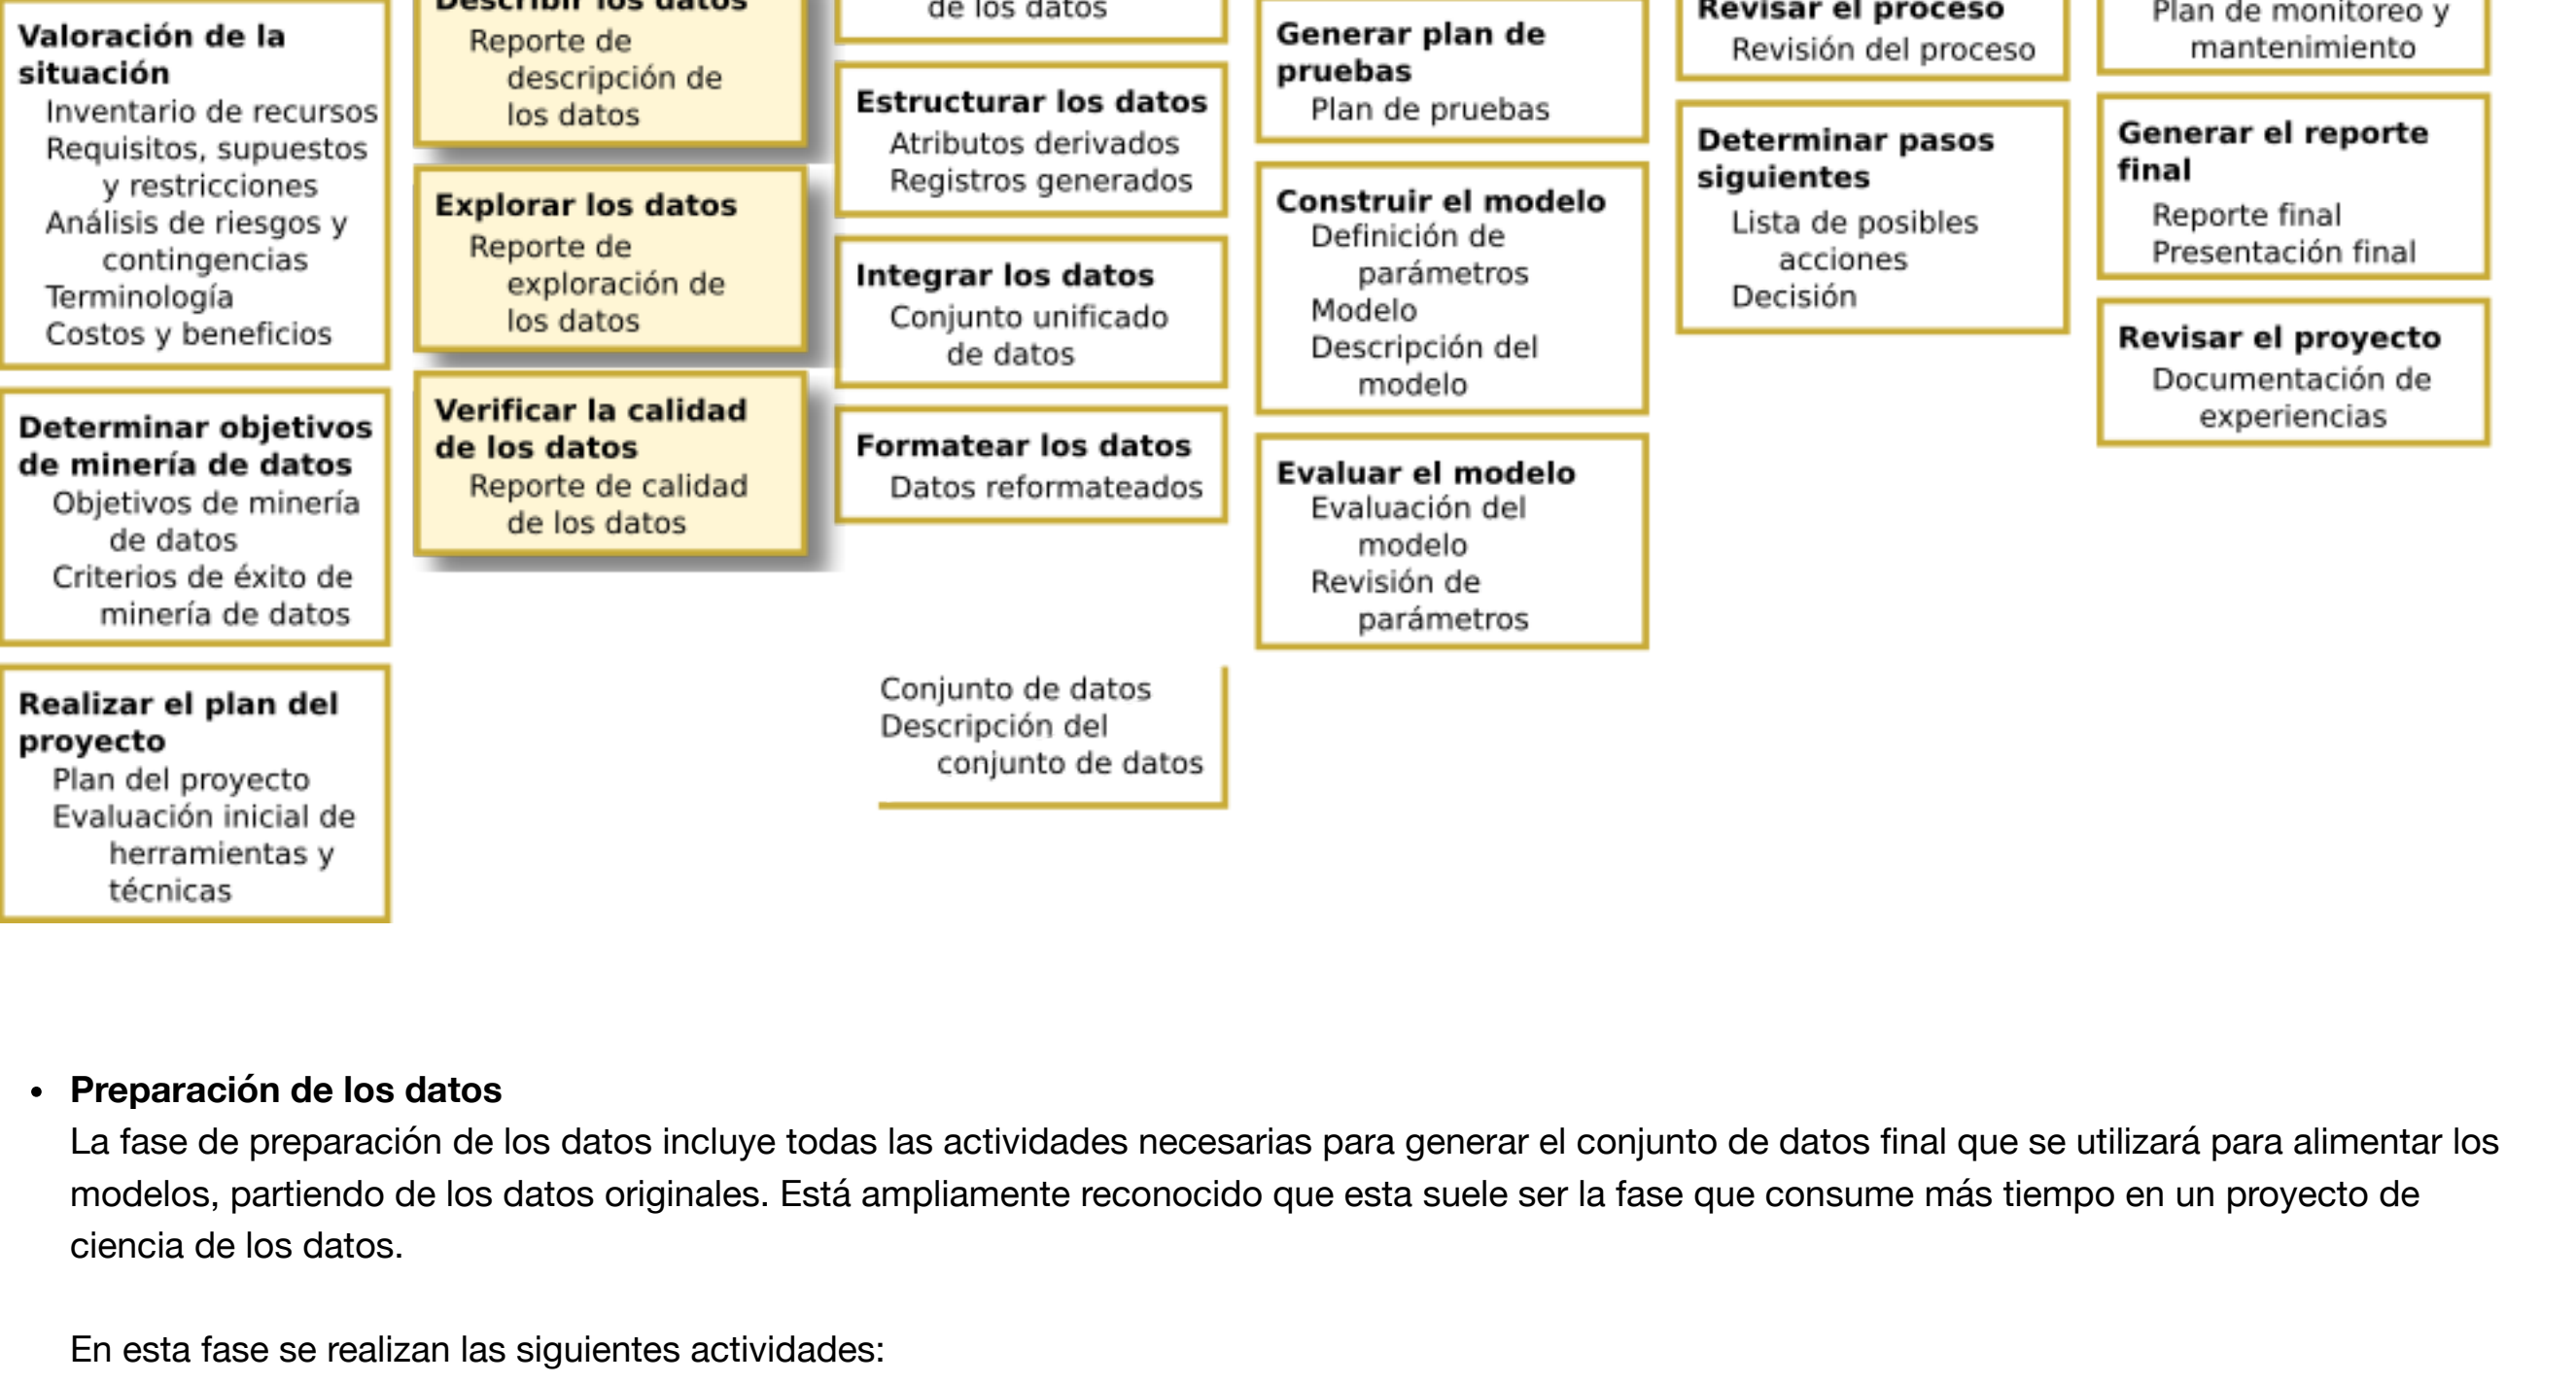 Valoración de la
situación
Inventario de recursos
Requisitos, supuestos
y restricciones
Análisis de riesgos y
contingencias
Terminología
Costos y beneficios
Determinar objetivos
de minería de datos
Objetivos de minería
de datos
Criterios de éxito de
minería de datos
Realizar el plan del
proyecto
Plan del proyecto
Evaluación inicial de
herramientas y
técnicas
Describir los datos
Reporte de
descripción de
los datos
Explorar los datos
Reporte de
exploración de
los datos
Verificar la calidad
de los datos
Reporte de calidad
de los datos
de los datos
Estructurar los datos
Atributos derivados
Registros generados
Integrar los datos
Conjunto unificado
de datos
Formatear los datos
Datos reformateados
Conjunto de datos
Descripción del
conjunto de datos
Generar plan de
pruebas
Plan de pruebas
Construir el modelo
Definición de
parámetros
Modelo
Descripción del
modelo
Evaluar el modelo
Evaluación del
modelo
Revisión de
parámetros
Revisar el proceso
Revisión del proceso
Determinar pasos
siguientes
Lista de posibles
acciones
Decisión
Plan de monitoreo y
mantenimiento
Generar el reporte
final
Reporte final
Presentación final
Revisar el proyecto
Documentación de
experiencias
• Preparación de los datos
La fase de preparación de los datos incluye todas las actividades necesarias para generar el conjunto de datos final que se utilizará para alimentar los
modelos, partiendo de los datos originales. Está ampliamente reconocido que esta suele ser la fase que consume más tiempo en un proyecto de
ciencia de los datos.
En esta fase se realizan las siguientes actividades: